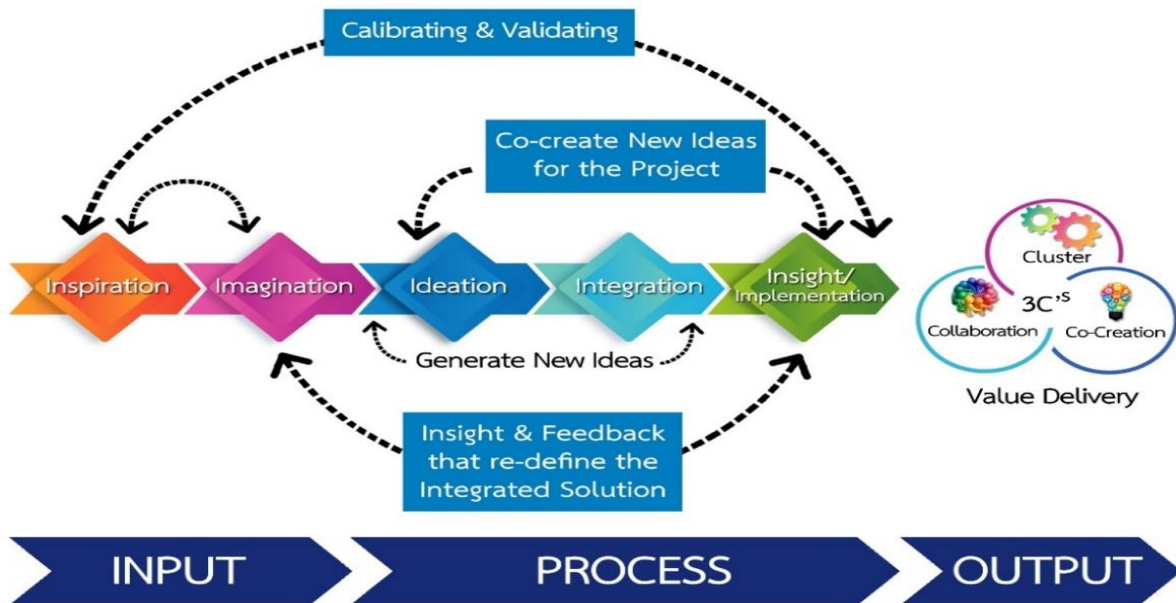 Calibrating & Validating
Co-create New Ideas
for the Project
Inspiration
Imagination
Ideation
Integration
Insight/
Implementation
Generate New Ideas
Insight & Feedback
that re-define the
Integrated Solution
Cluster
3C's
Collaboration
Co-Creation
Value Delivery
INPUT
PROCESS
OUTPUT